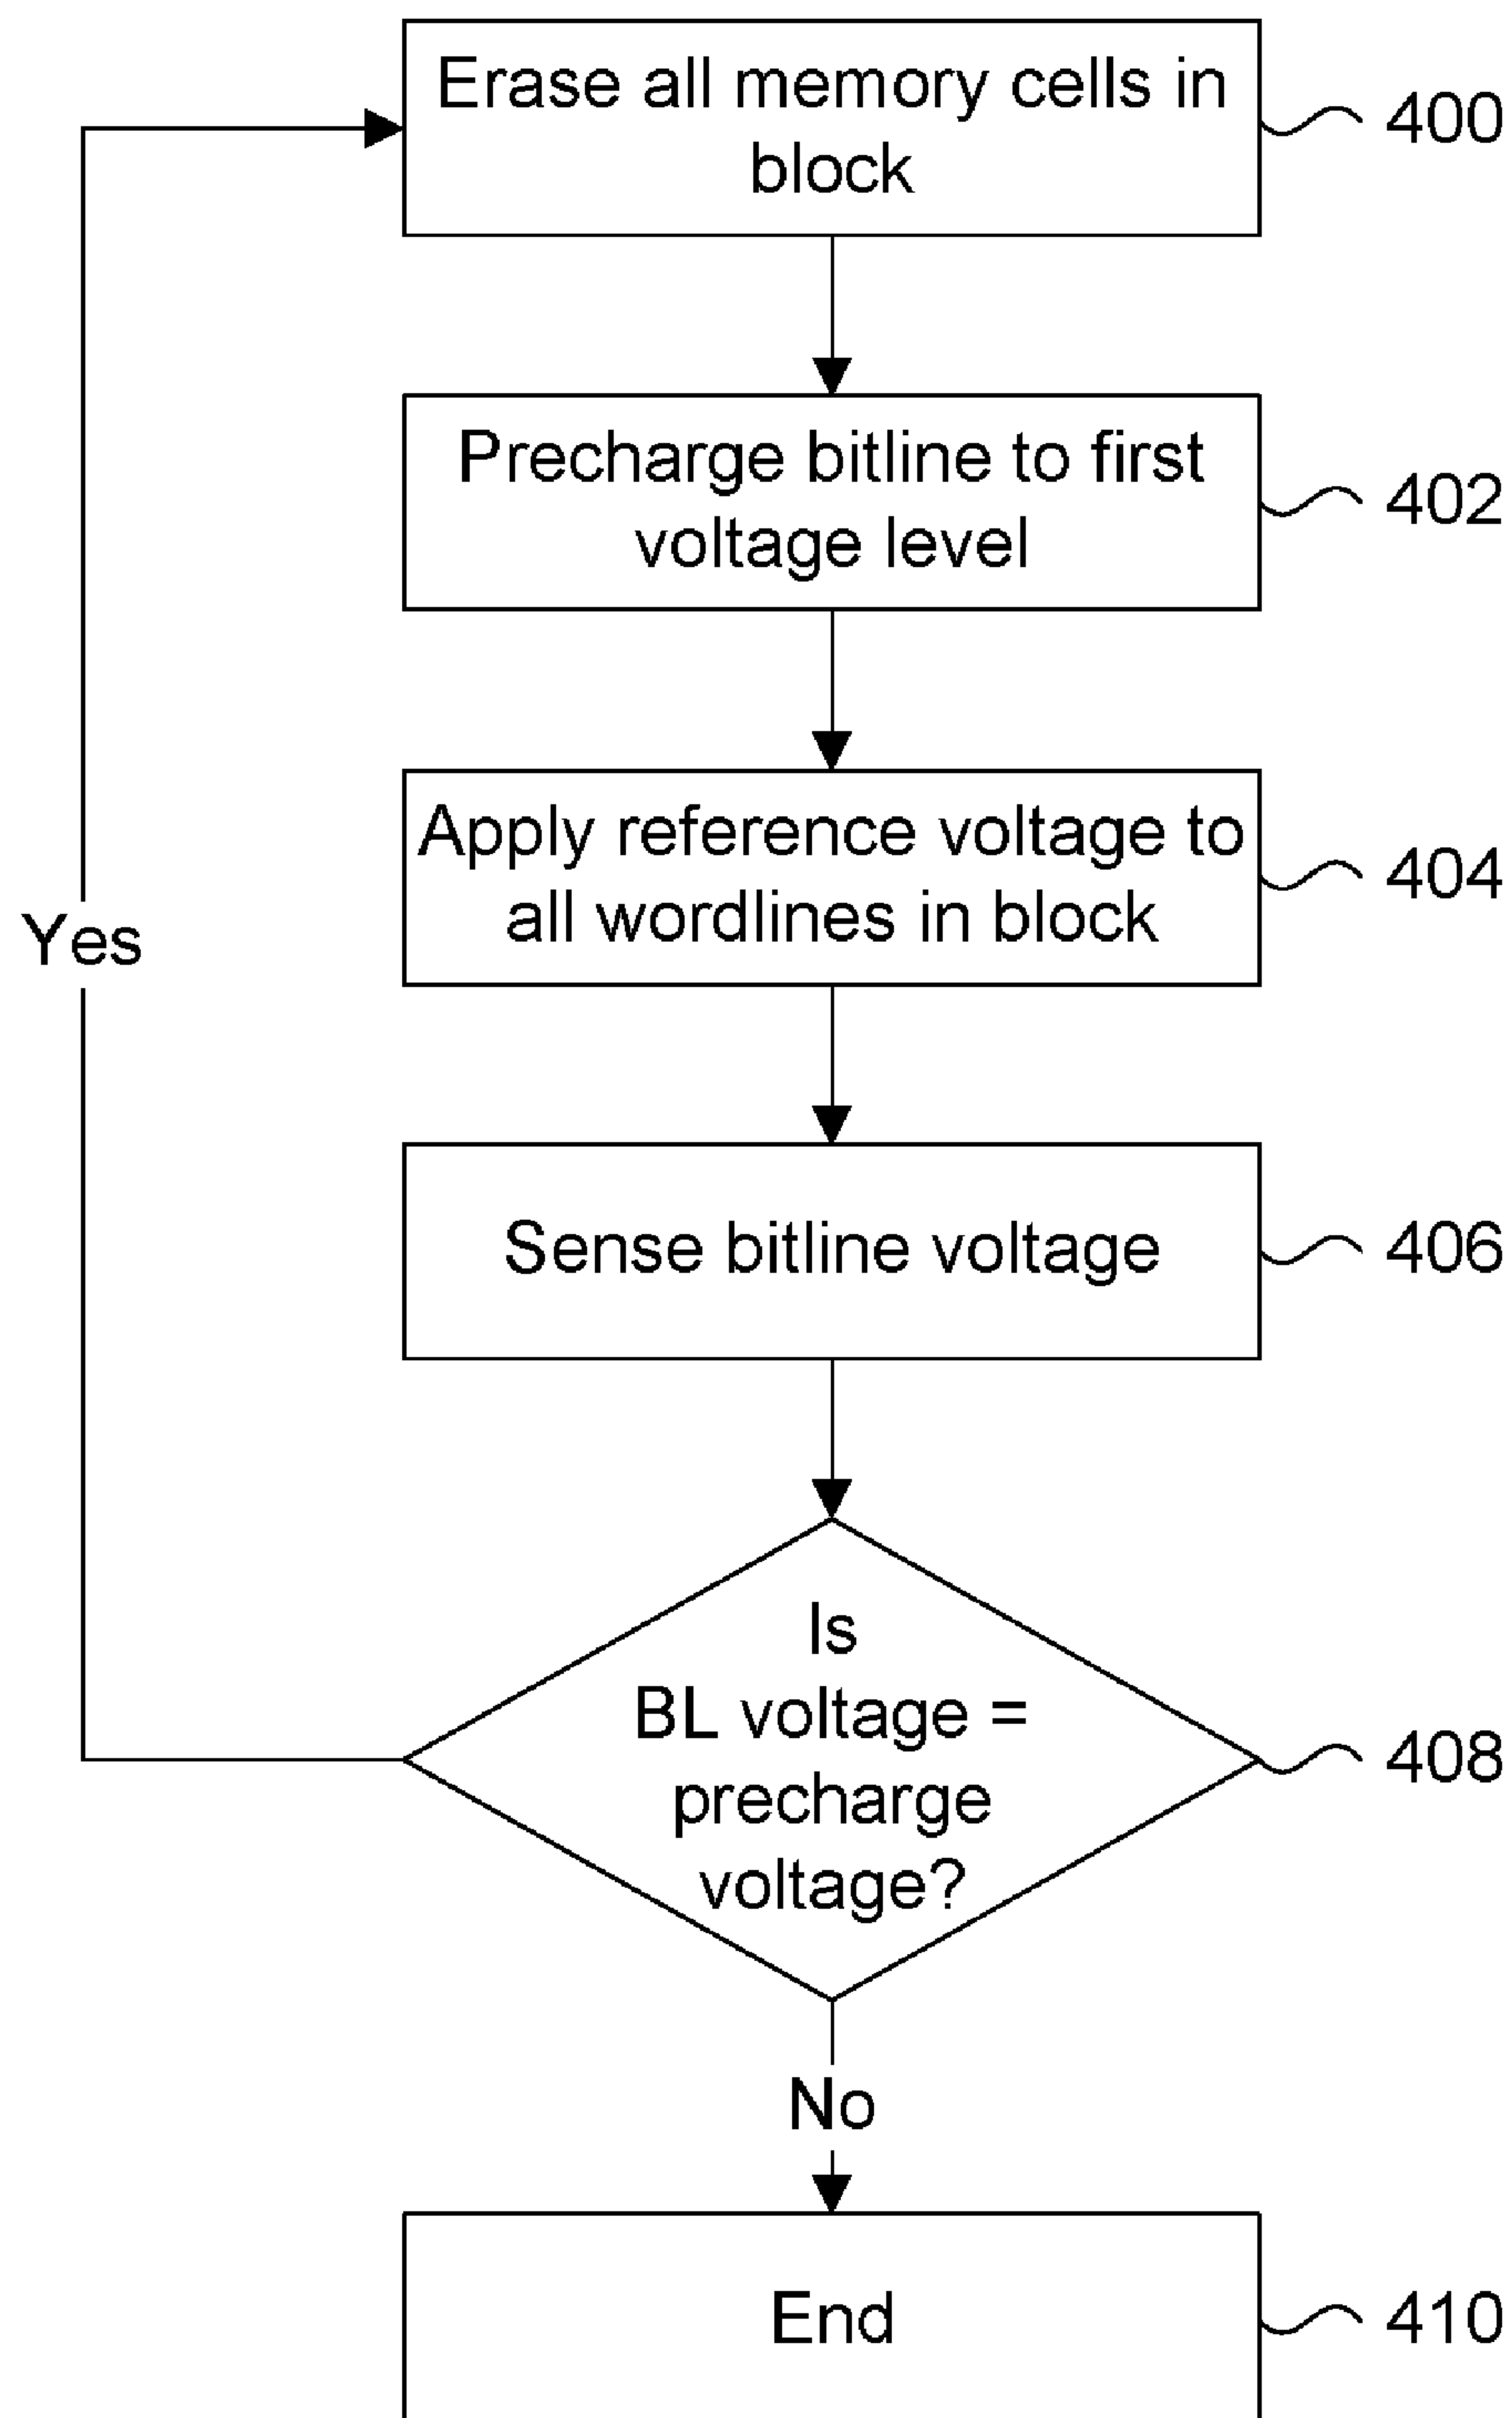 Erase all memory cells in
block
400
Precharge bitline to first
voltage level
402
Apply reference voltage to
all wordlines in block
404
Yes
Sense bitline voltage
406
Is
BL voltage =
precharge
voltage?
408
No
End
410